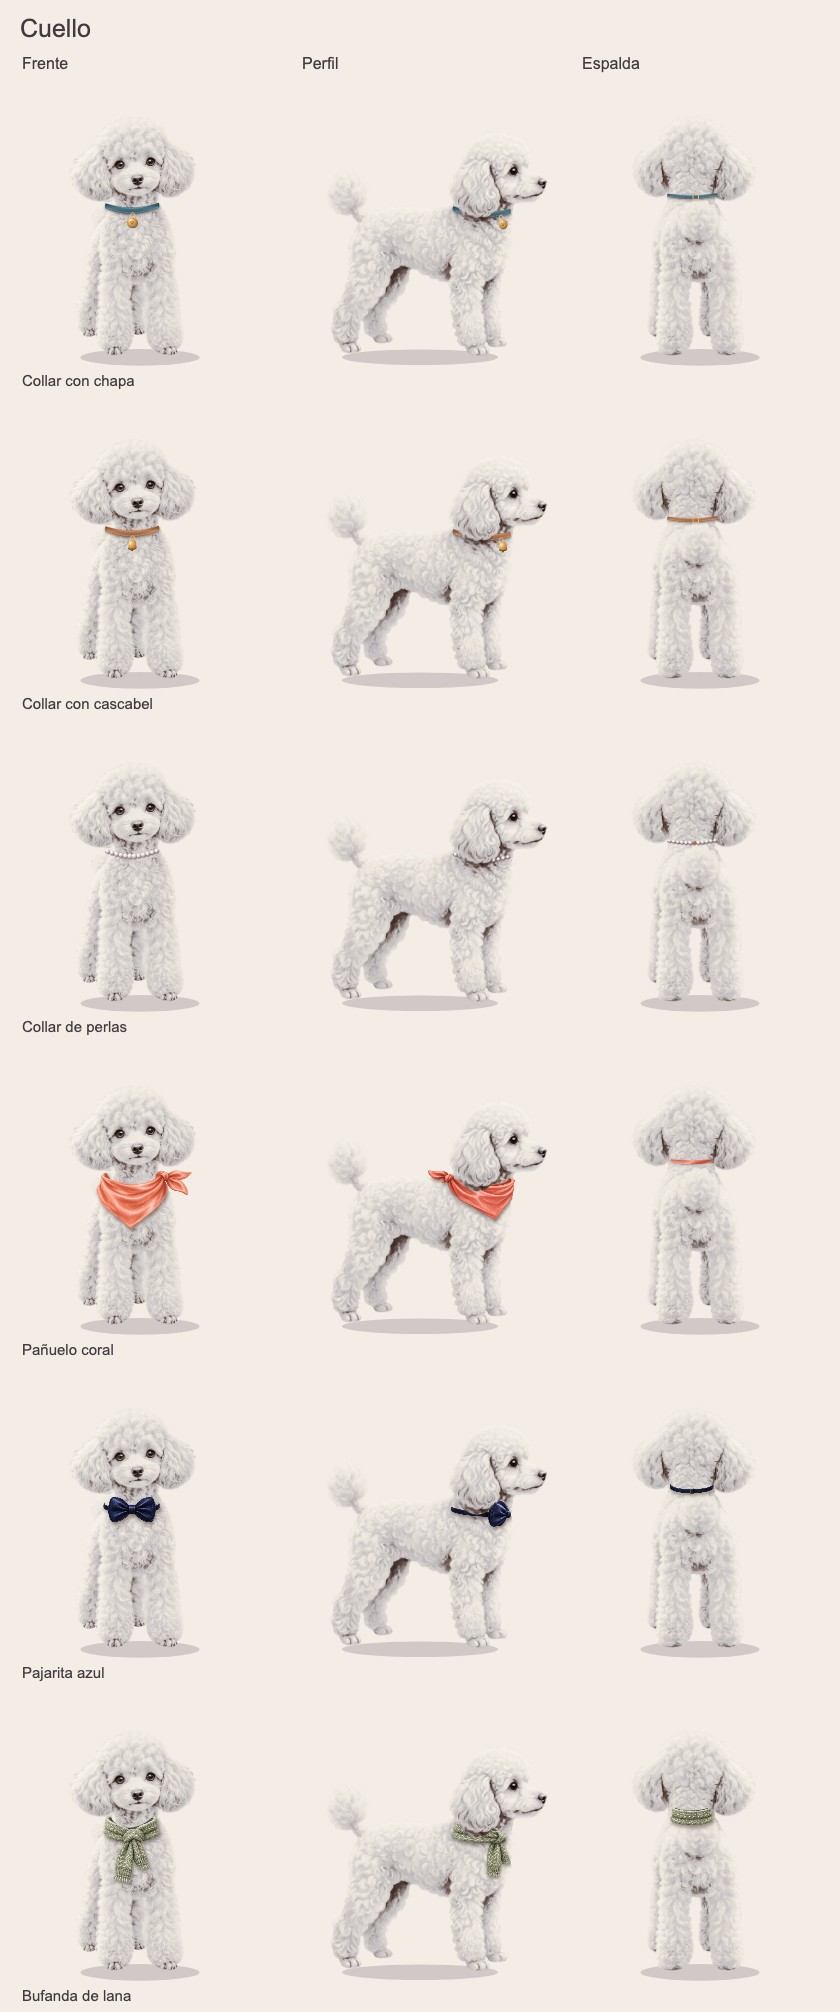 Cuello
Frente Perfil Espalda
Collar con chapa
Collar con cascabel
Collar de perlas
Pañuelo coral
Pajarita azul
Bufanda de lana